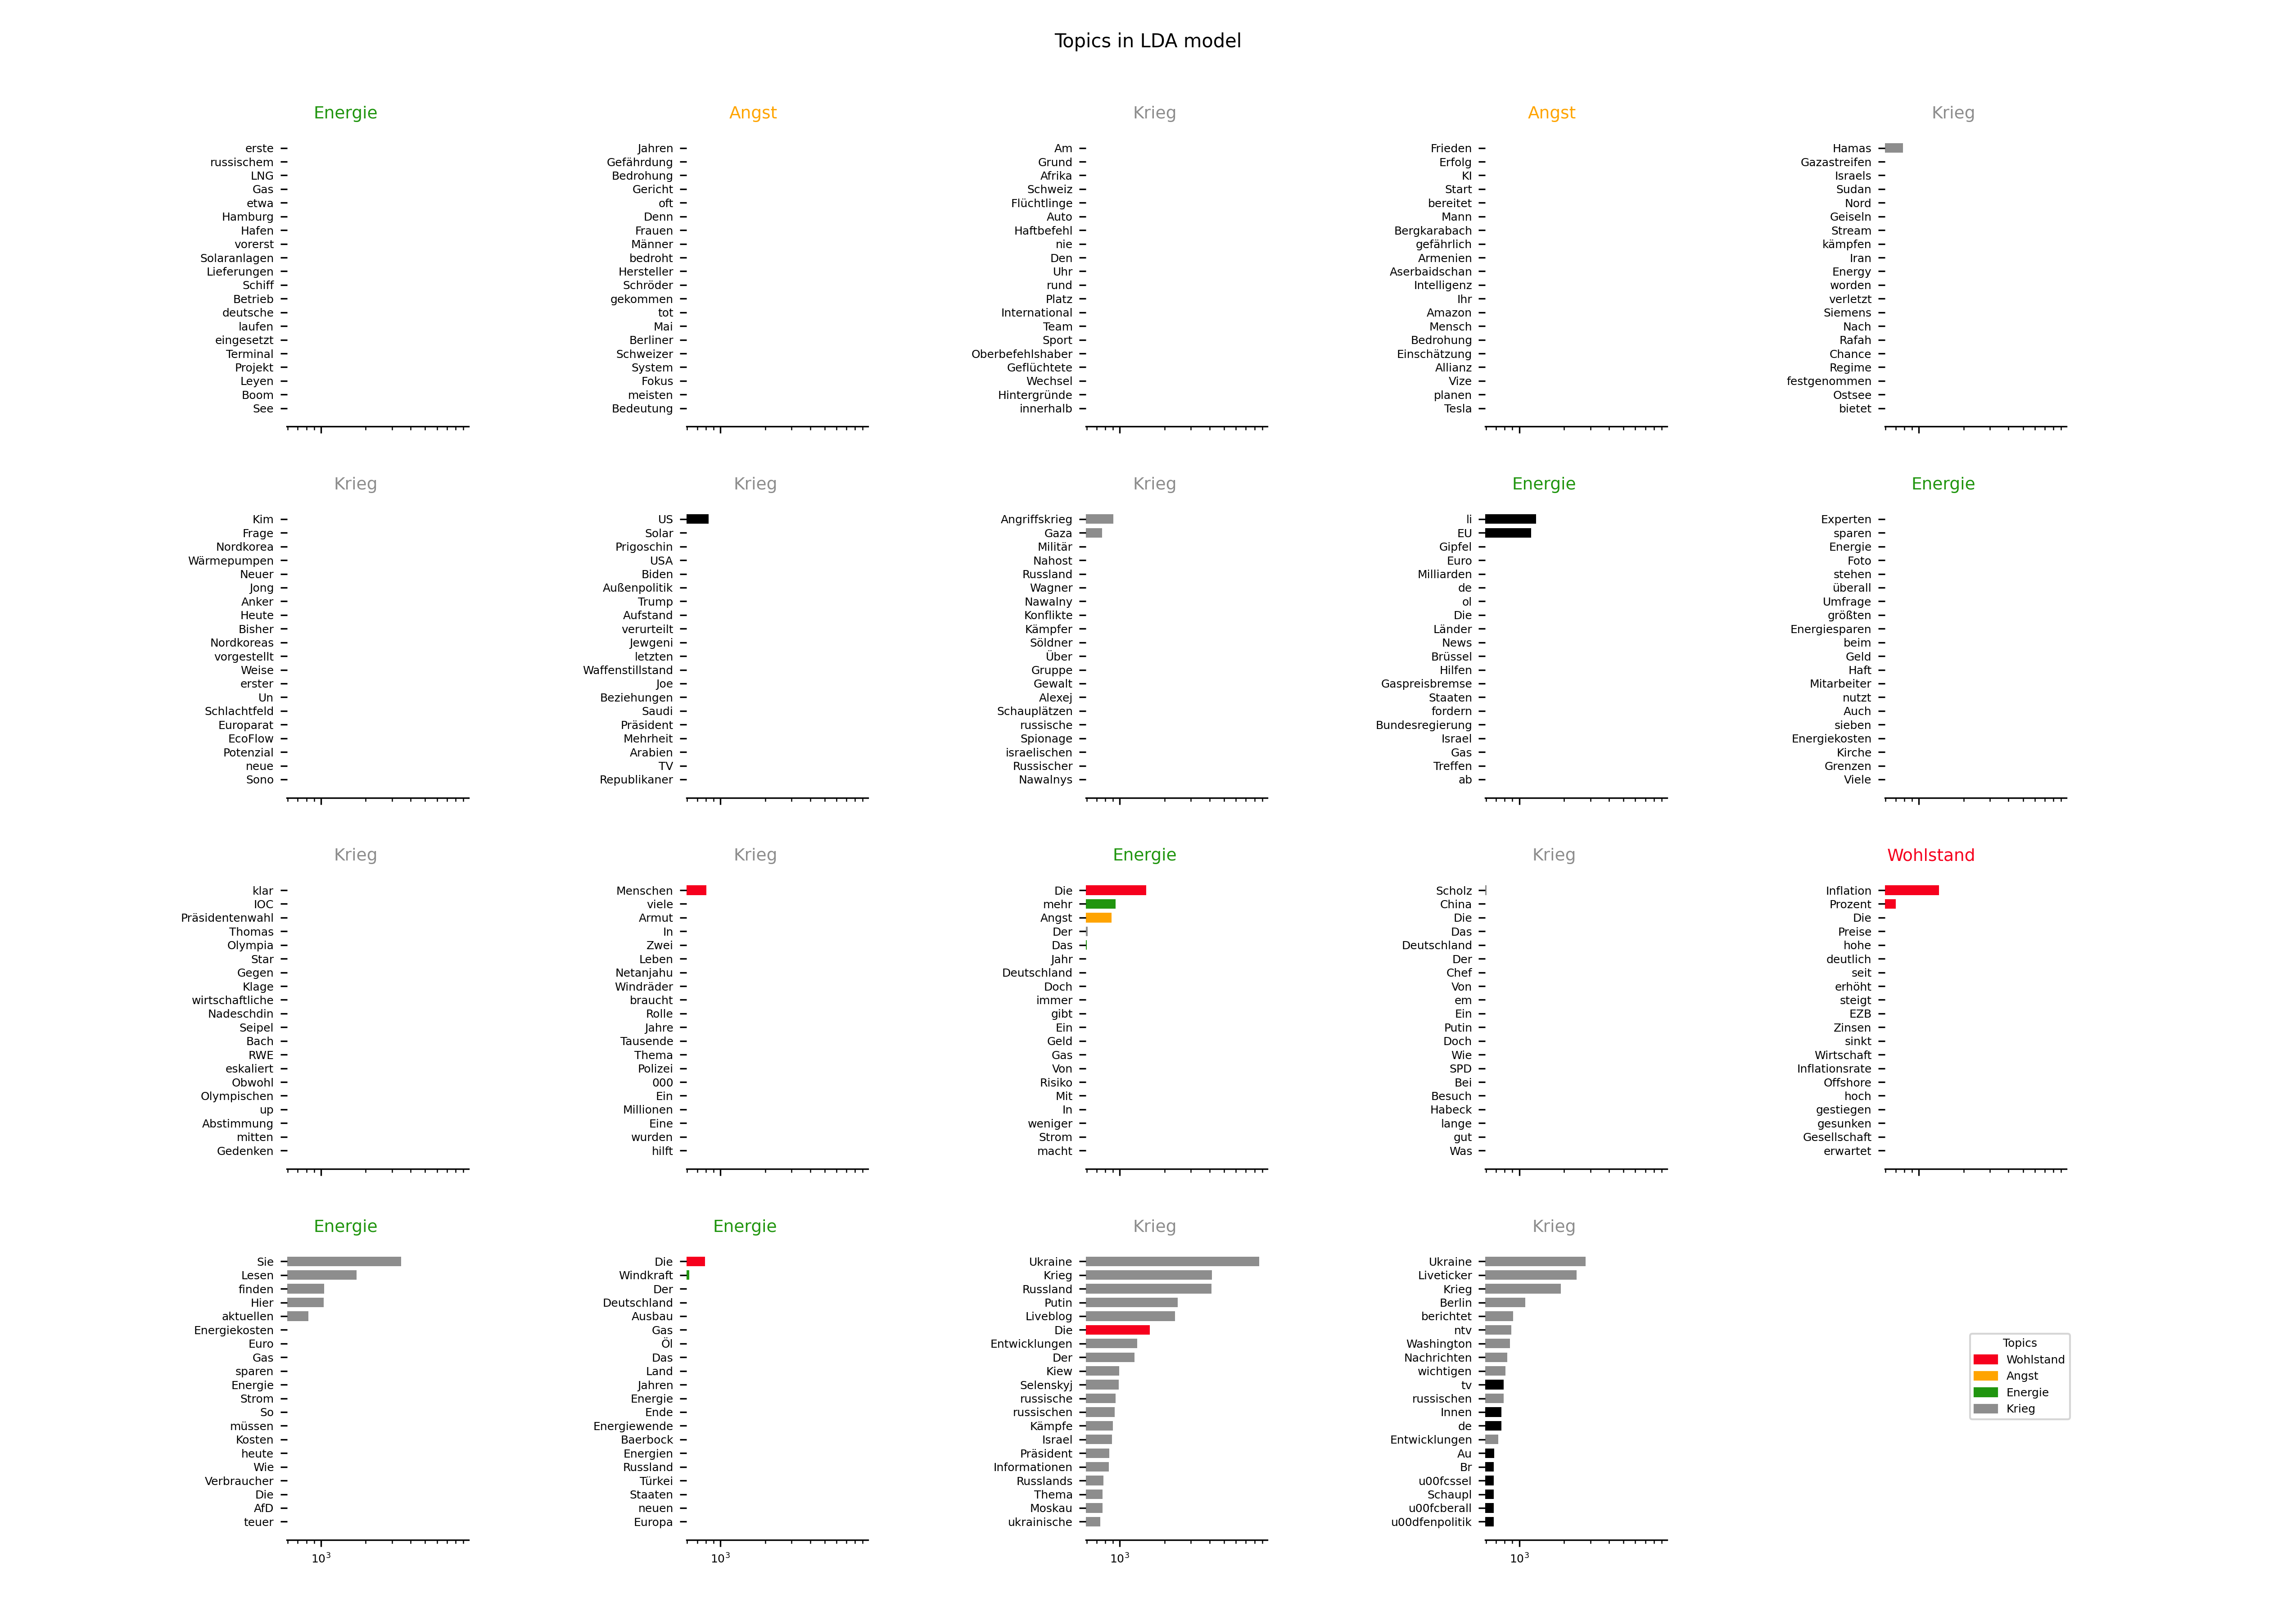 Topics in LDA model
Energie
erste
russischem
LNG
Gas
etwa
Hamburg
Hafen
vorerst
Solaranlagen
Lieferungen
Schiff
Betrieb
deutsche
laufen
eingesetzt
Terminal
Projekt
Leyen
Boom
See
Angst
Jahren
Gefährdung
Bedrohung
Gericht
oft
Denn
Frauen
Männer
bedroht
Hersteller
Schröder
gekommen
tot
Mai
Berliner
Schweizer
System
Fokus
meisten
Bedeutung
Krieg
Am
Grund
Afrika
Schweiz
Flüchtlinge
Auto
Haftbefehl
nie
Den
Uhr
rund
Platz
International
Team
Sport
Oberbefehlshaber
Geflüchtete
Wechsel
Hintergründe
innerhalb
Angst
Frieden
Erfolg
KI
Start
bereitet
Mann
Bergkarabach
gefährlich
Armenien
Aserbaidschan
Intelligenz
Ihr
Amazon
Mensch
Bedrohung
Einschätzung
Allianz
Vize
planen
Tesla
Krieg
Hamas
Gazastreifen
Israels
Sudan
Nord
Geiseln
Stream
kämpfen
Iran
Energy
worden
verletzt
Siemens
Nach
Rafah
Chance
Regime
festgenommen
Ostsee
bietet
Krieg
Kim
Frage
Nordkorea
Wärmepumpen
Neuer
Jong
Anker
Heute
Bisher
Nordkoreas
vorgestellt
Weise
erster
Un
Schlachtfeld
Europarat
EcoFlow
Potenzial
neue
Sono
Krieg
US
Solar
Prigoschin
USA
Biden
Außenpolitik
Trump
Aufstand
verurteilt
Jewgeni
letzten
Waffenstillstand
Joe
Beziehungen
Saudi
Präsident
Mehrheit
Arabien
TV
Republikaner
Krieg
Angriffskrieg
Gaza
Militär
Nahost
Russland
Wagner
Nawalny
Konflikte
Kämpfer
Söldner
Über
Gruppe
Gewalt
Alexej
Schauplätzen
russische
Spionage
israelischen
Russischer
Nawalnys
Energie
li
EU
Gipfel
Euro
Milliarden
de
ol
Die
Länder
News
Brüssel
Hilfen
Gaspreisbremse
Staaten
fordern
Bundesregierung
Israel
Gas
Treffen
ab
Energie
Experten
sparen
Energie
Foto
stehen
überall
Umfrage
größten
Energiesparen
beim
Geld
Haft
Mitarbeiter
nutzt
Auch
sieben
Energiekosten
Kirche
Grenzen
Viele
Krieg
klar
IOC
Präsidentenwahl
Thomas
Olympia
Star
Gegen
Klage
wirtschaftliche
Nadeschdin
Seipel
Bach
RWE
eskaliert
Obwohl
Olympischen
up
Abstimmung
mitten
Gedenken
Krieg
Menschen
viele
Armut
In
Zwei
Leben
Netanjahu
Windräder
braucht
Rolle
Jahre
Tausende
Thema
Polizei
000
Ein
Millionen
Eine
wurden
hilft
Energie
Die
mehr
Angst
Der
Das
Jahr
Deutschland
Doch
immer
gibt
Ein
Geld
Gas
Von
Risiko
Mit
In
weniger
Strom
macht
Krieg
Scholz
China
Die
Das
Deutschland
Der
Chef
Von
em
Ein
Putin
Doch
Wie
SPD
Bei
Besuch
Habeck
lange
gut
Was
Wohlstand
Inflation
Prozent
Die
Preise
hohe
deutlich
seit
erhöht
steigt
EZB
Zinsen
sinkt
Wirtschaft
Inflationsrate
Offshore
hoch
gestiegen
gesunken
Gesellschaft
erwartet
Energie
Sie
Lesen
finden
Hier
aktuellen
Energiekosten
Euro
Gas
sparen
Energie
Strom
So
müssen
Kosten
heute
Wie
Verbraucher
Die
AfD
teuer
10³
Energie
Die
Windkraft
Der
Deutschland
Ausbau
Gas
Öl
Das
Land
Jahren
Energie
Ende
Energiewende
Baerbock
Energien
Russland
Türkei
Staaten
neuen
Europa
10³
Krieg
Ukraine
Krieg
Russland
Putin
Liveblog
Die
Entwicklungen
Der
Kiew
Selenskyj
russische
russischen
Kämpfe
Israel
Präsident
Informationen
Russlands
Thema
Moskau
ukrainische
10³
Krieg
Ukraine
Liveticker
Krieg
Berlin
berichtet
ntv
Washington
Nachrichten
wichtigen
tv
russischen
Innen
de
Entwicklungen
Au
Br
u00fcssel
Schaupl
u00fcberall
u00dfenpolitik
10³
Topics
Wohlstand
Angst
Energie
Krieg